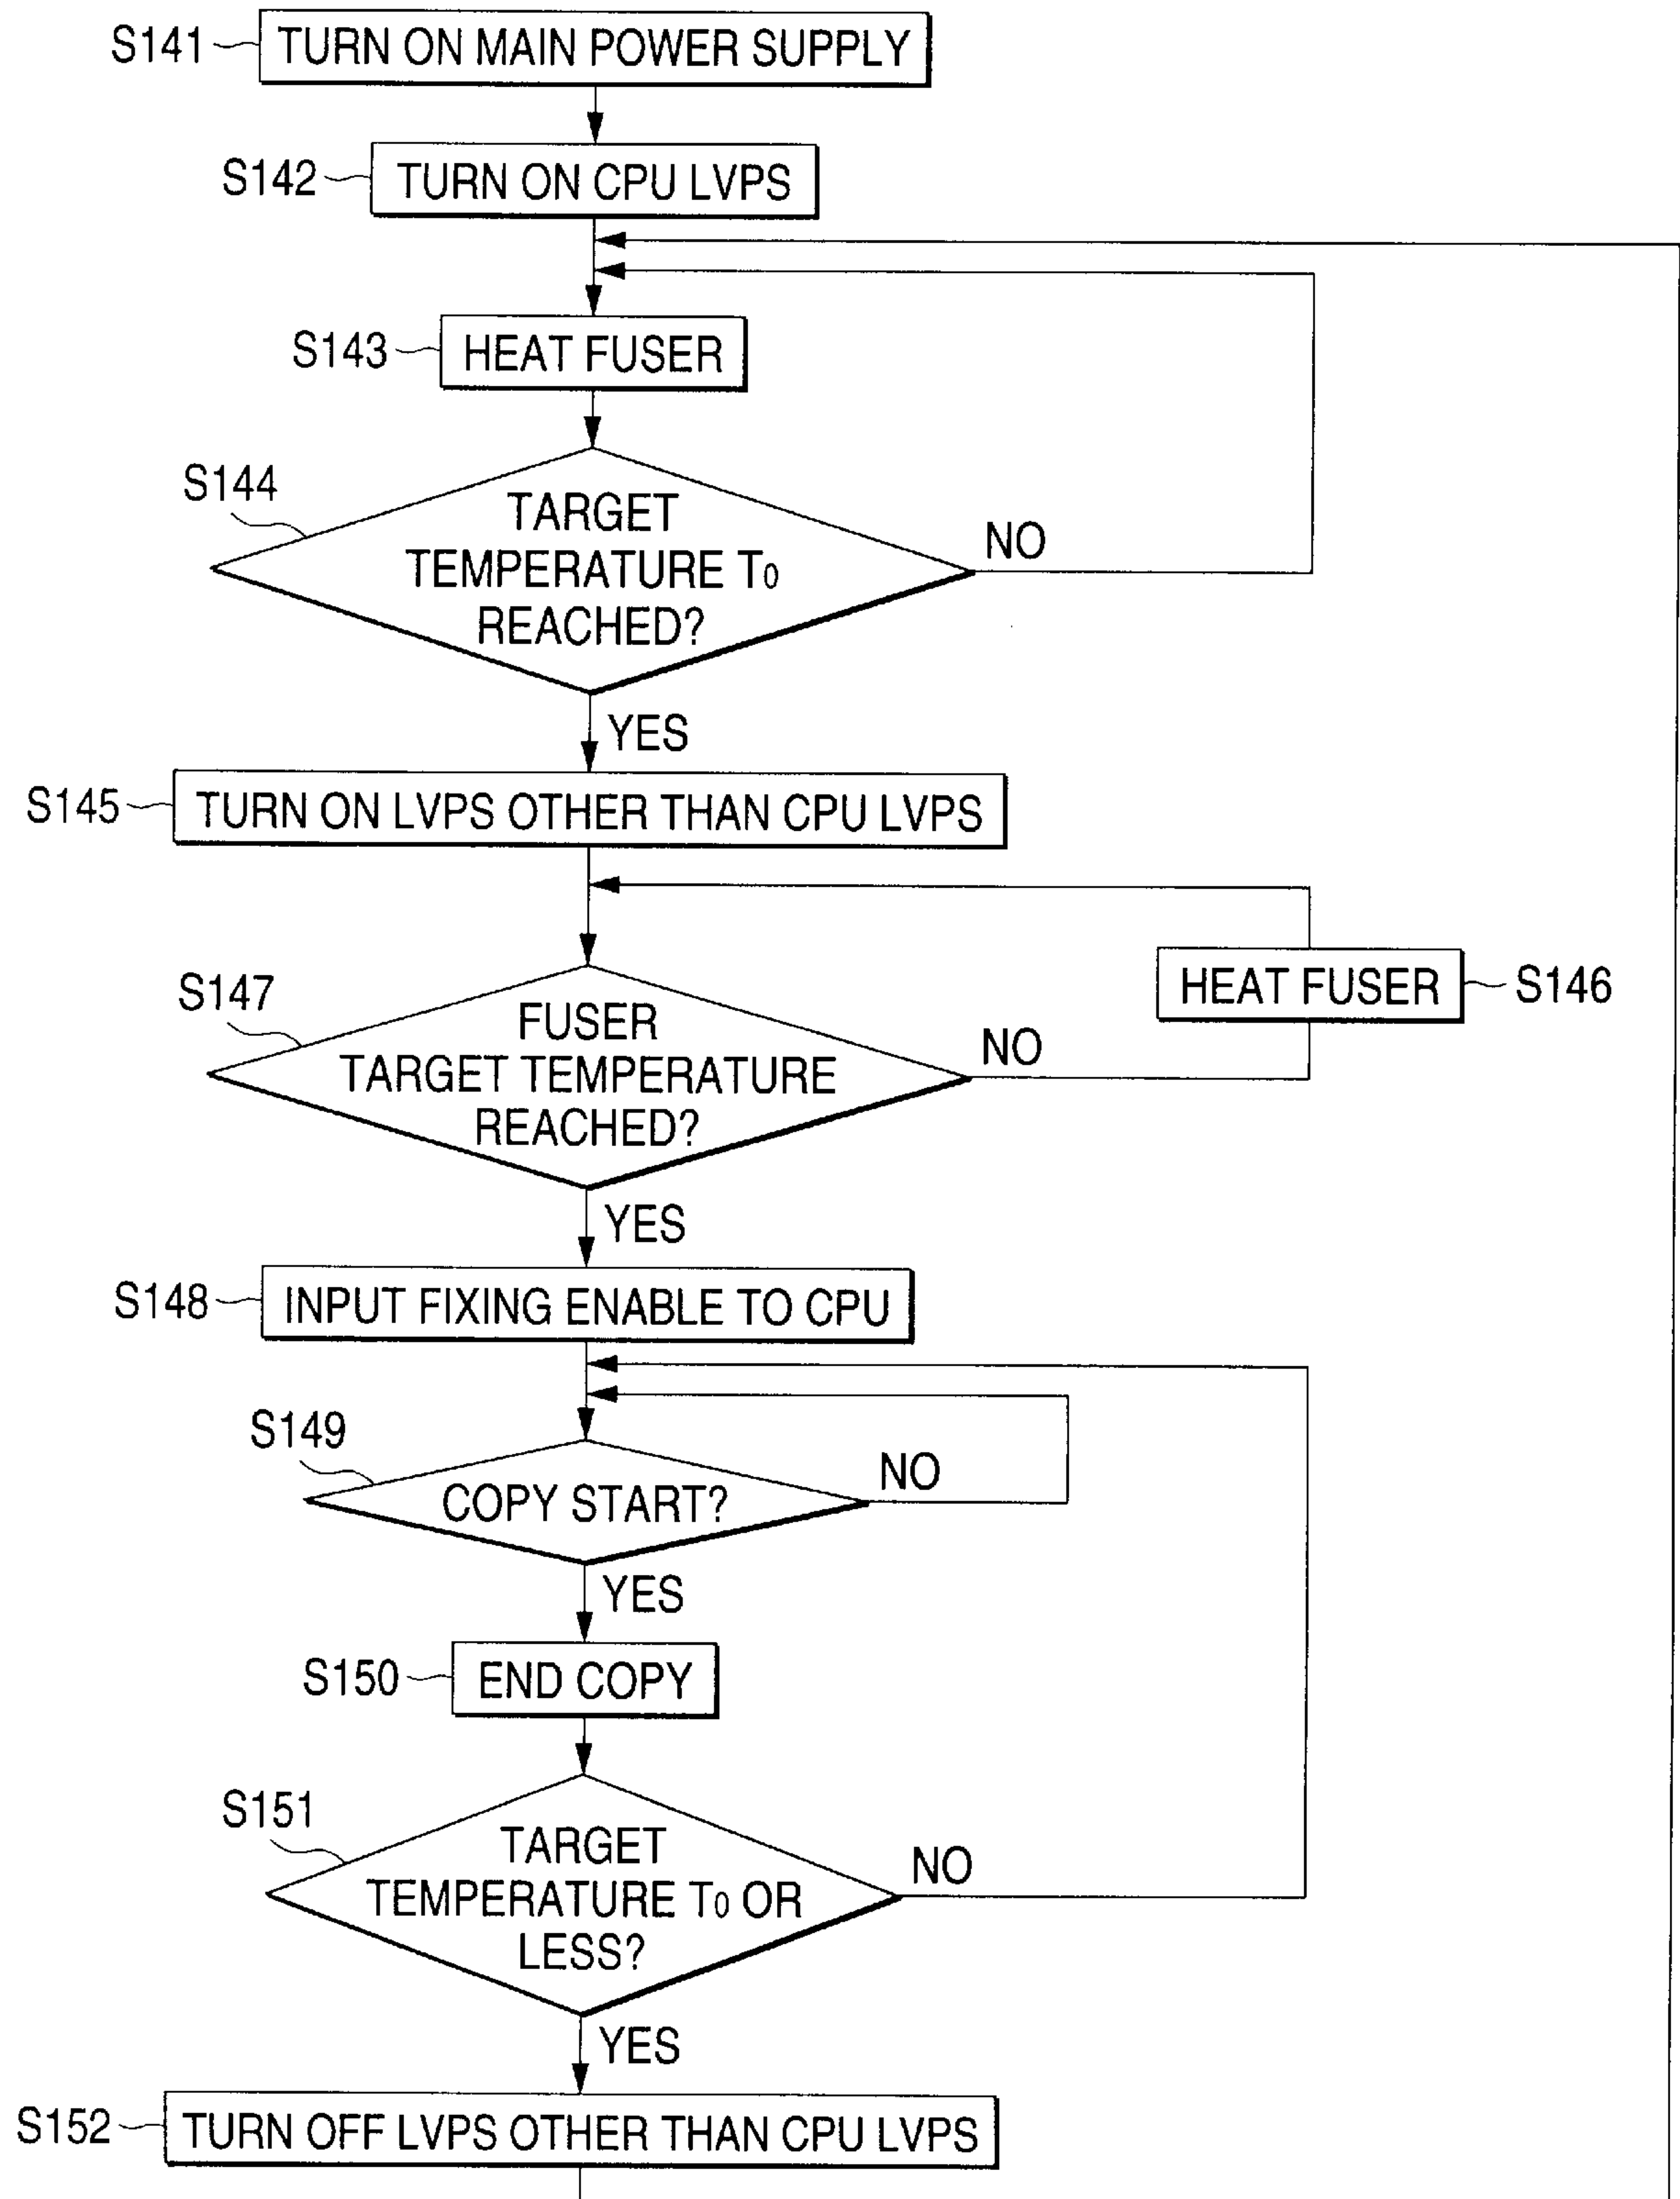 S141 TURN ON MAIN POWER SUPPLY
S142 TURN ON CPU LVPS
S143 HEAT FUSER
S144
TARGET
TEMPERATURE T0
REACHED?
NO
YES
S145 TURN ON LVPS OTHER THAN CPU LVPS
HEAT FUSER S146
S147
FUSER
TARGET TEMPERATURE
REACHED?
NO
YES
S148 INPUT FIXING ENABLE TO CPU
S149
COPY START?
NO
YES
S150 END COPY
S151
TARGET
TEMPERATURE T0 OR
LESS?
NO
YES
S152 TURN OFF LVPS OTHER THAN CPU LVPS